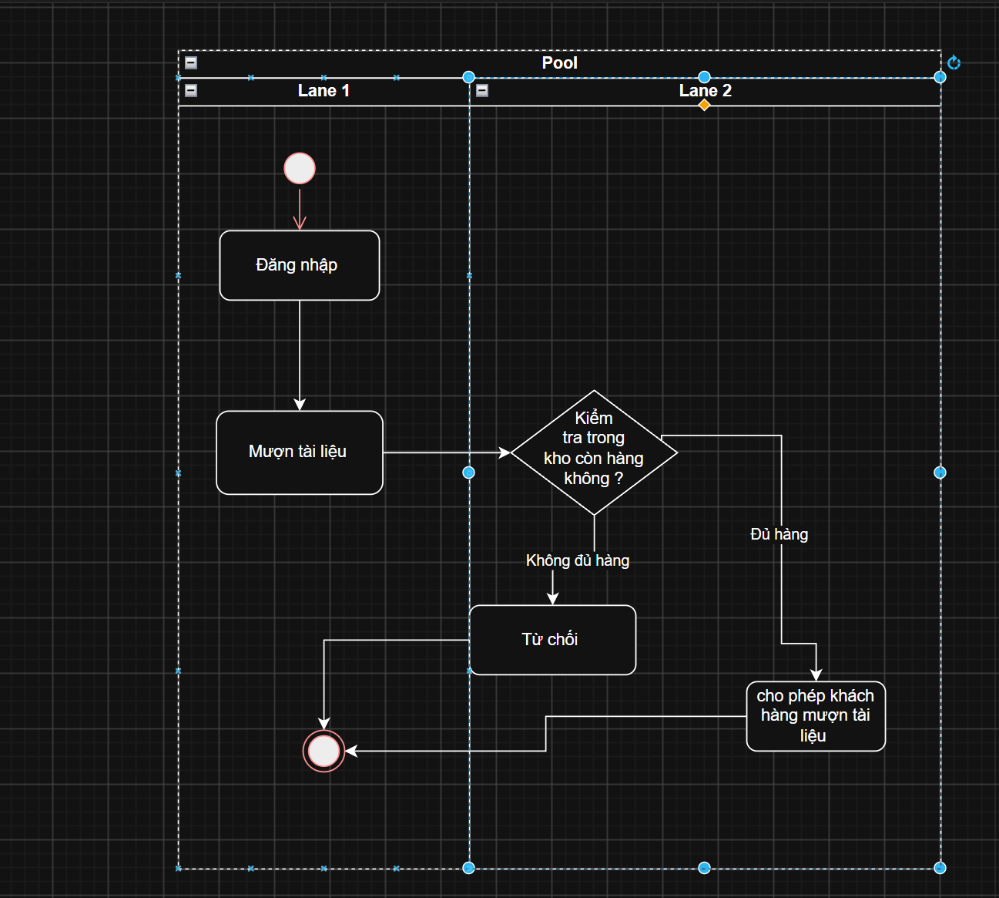 Pool
Lane 1
Lane 2
Đăng nhập
Mượn tài liệu
Kiểm
tra trong
kho còn hàng
không ?
Đủ hàng
Không đủ hàng
Từ chối
cho phép khách
hàng mượn tài
liệu